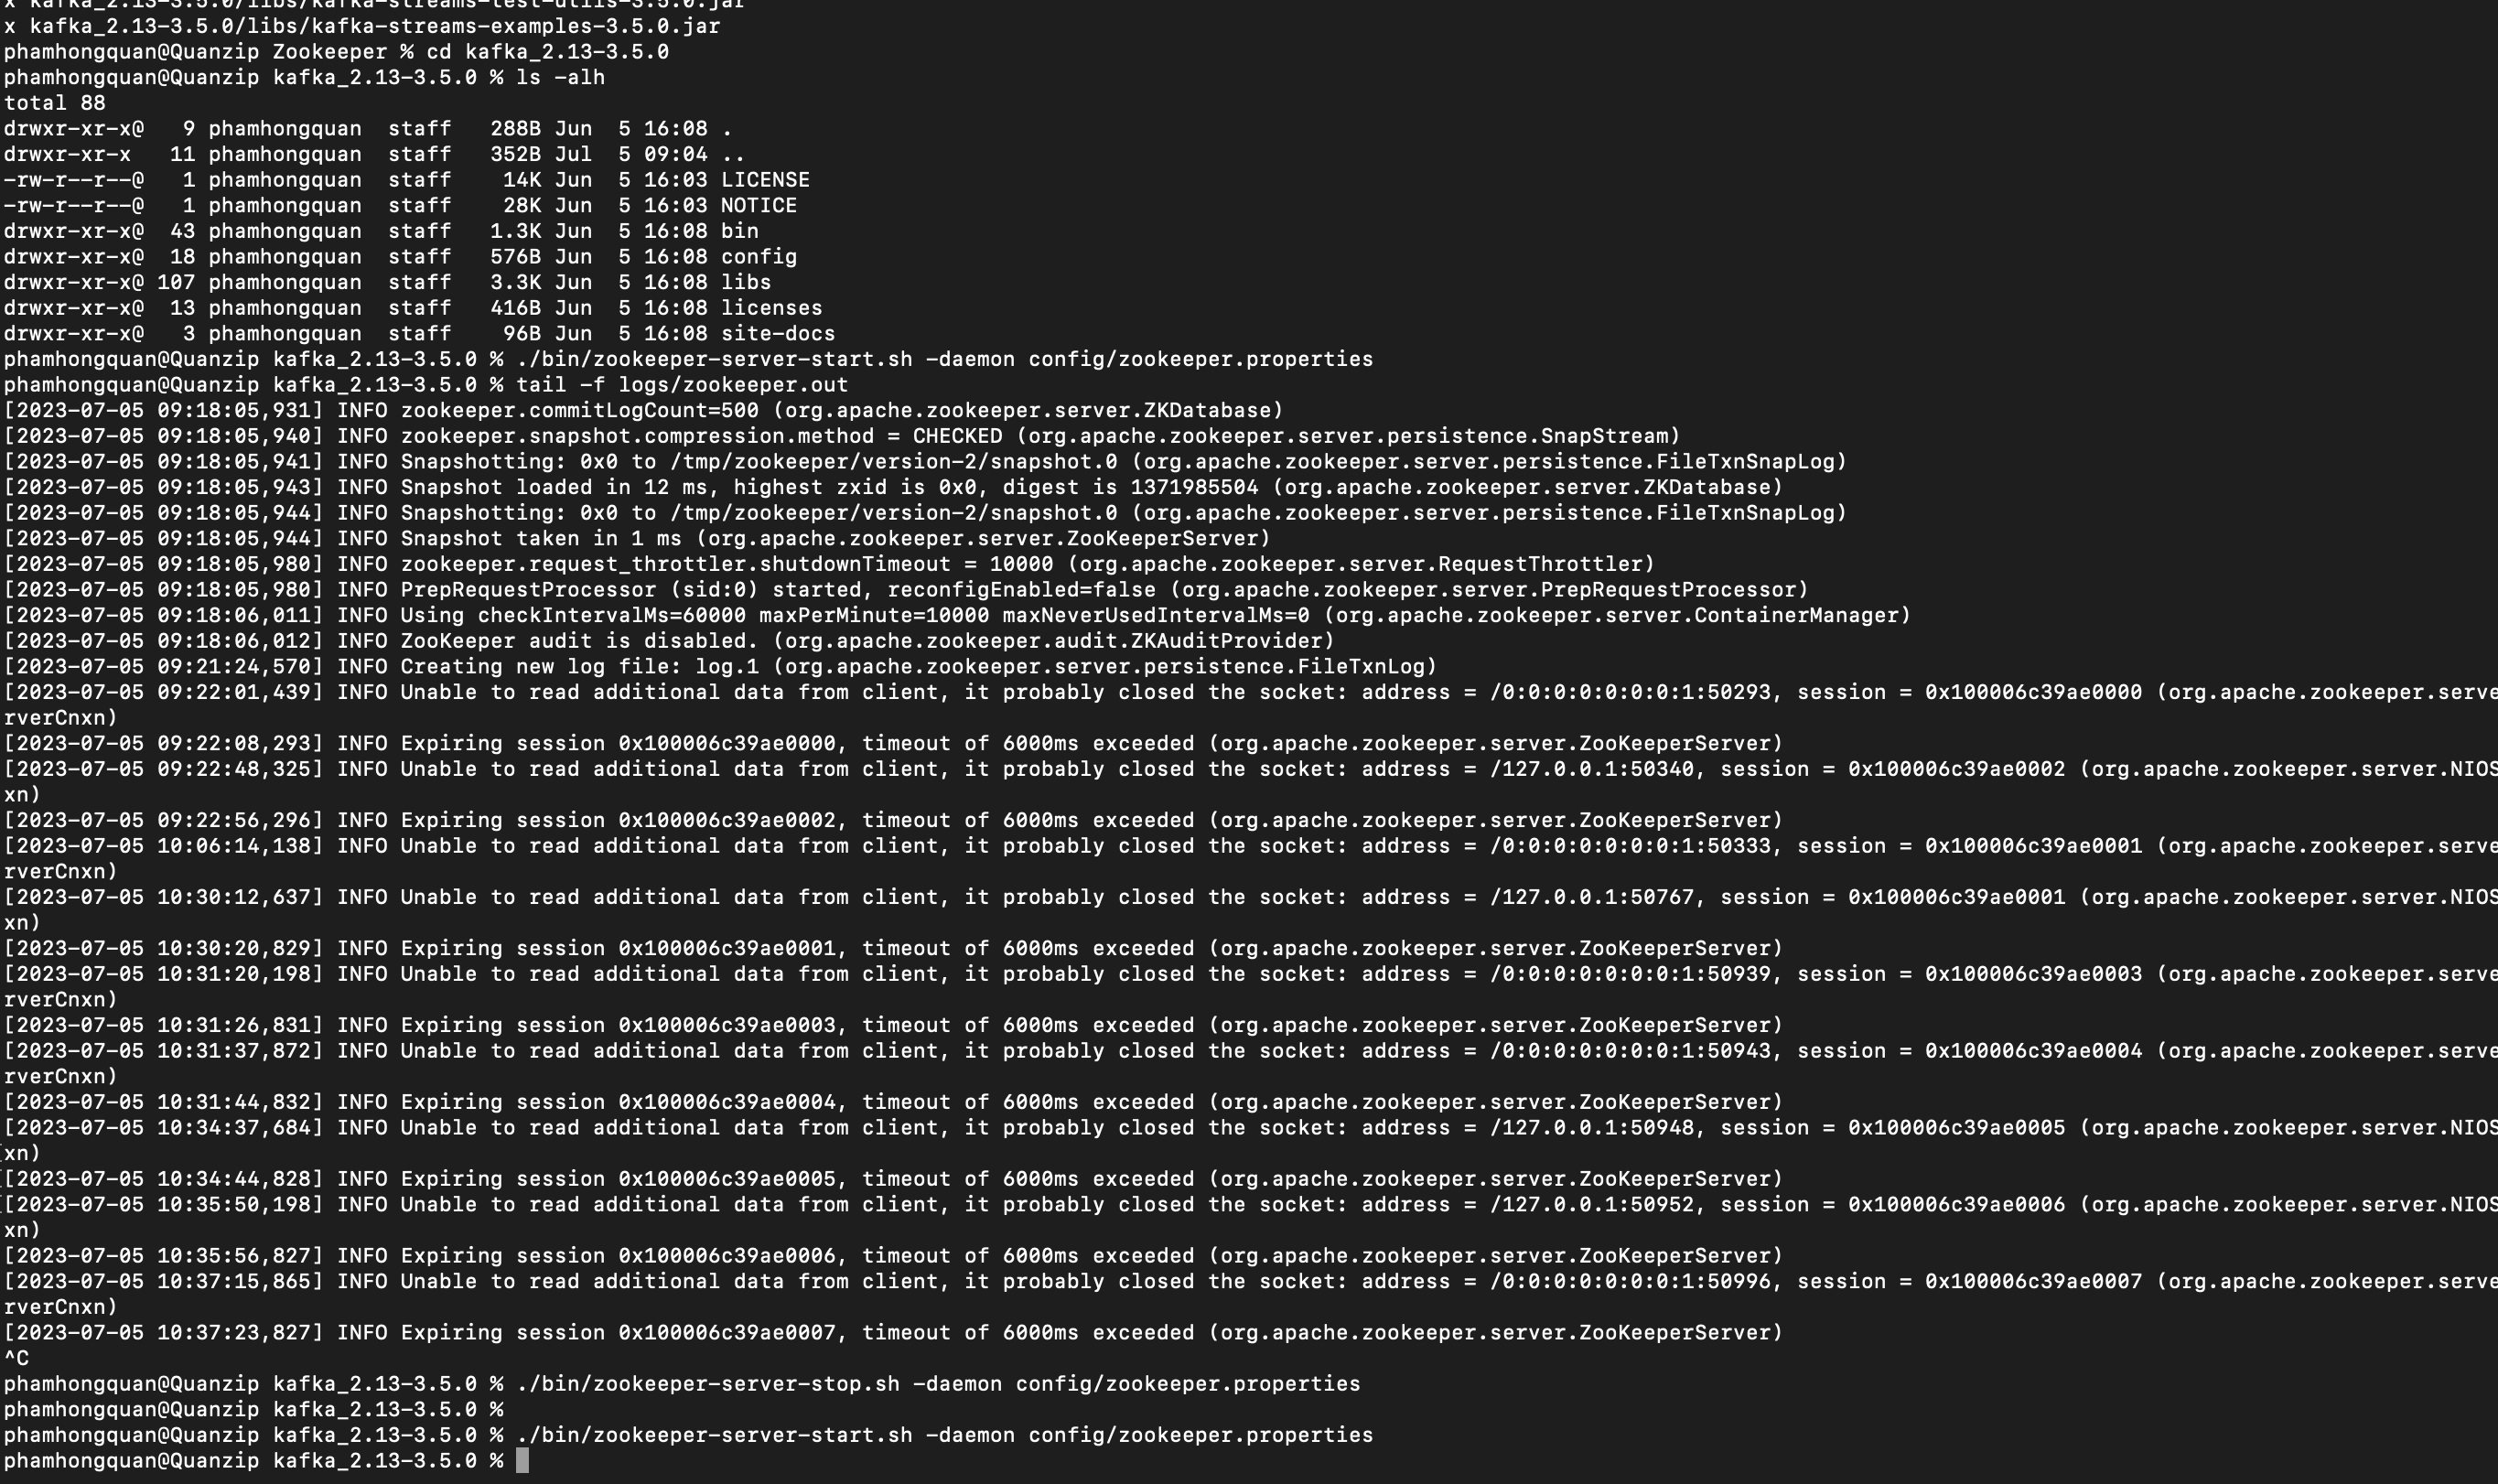 x kafka_2.13-3.5.0/libs/kafka-streams-test-utils-3.5.0.jar
x kafka_2.13-3.5.0/libs/kafka-streams-examples-3.5.0.jar
phamhongquan@Quanzip Zookeeper % cd kafka_2.13-3.5.0
phamhongquan@Quanzip kafka_2.13-3.5.0 % ls -alh
total 88
drwxr-xr-x@   9 phamhongquan  staff   288B Jun  5 16:08 .
drwxr-xr-x   11 phamhongquan  staff   352B Jul  5 09:04 ..
-rw-r--r--@   1 phamhongquan  staff    14K Jun  5 16:03 LICENSE
-rw-r--r--@   1 phamhongquan  staff    28K Jun  5 16:03 NOTICE
drwxr-xr-x@  43 phamhongquan  staff   1.3K Jun  5 16:08 bin
drwxr-xr-x@  18 phamhongquan  staff   576B Jun  5 16:08 config
drwxr-xr-x@ 107 phamhongquan  staff   3.3K Jun  5 16:08 libs
drwxr-xr-x@  13 phamhongquan  staff   416B Jun  5 16:08 licenses
drwxr-xr-x@   3 phamhongquan  staff    96B Jun  5 16:08 site-docs
phamhongquan@Quanzip kafka_2.13-3.5.0 % ./bin/zookeeper-server-start.sh -daemon config/zookeeper.properties
phamhongquan@Quanzip kafka_2.13-3.5.0 % tail -f logs/zookeeper.out
[2023-07-05 09:18:05,931] INFO zookeeper.commitLogCount=500 (org.apache.zookeeper.server.ZKDatabase)
[2023-07-05 09:18:05,940] INFO zookeeper.snapshot.compression.method = CHECKED (org.apache.zookeeper.server.persistence.SnapStream)
[2023-07-05 09:18:05,941] INFO Snapshotting: 0x0 to /tmp/zookeeper/version-2/snapshot.0 (org.apache.zookeeper.server.persistence.FileTxnSnapLog)
[2023-07-05 09:18:05,943] INFO Snapshot loaded in 12 ms, highest zxid is 0x0, digest is 1371985504 (org.apache.zookeeper.server.ZKDatabase)
[2023-07-05 09:18:05,944] INFO Snapshotting: 0x0 to /tmp/zookeeper/version-2/snapshot.0 (org.apache.zookeeper.server.persistence.FileTxnSnapLog)
[2023-07-05 09:18:05,944] INFO Snapshot taken in 1 ms (org.apache.zookeeper.server.ZooKeeperServer)
[2023-07-05 09:18:05,980] INFO zookeeper.request_throttler.shutdownTimeout = 10000 (org.apache.zookeeper.server.RequestThrottler)
[2023-07-05 09:18:05,980] INFO PrepRequestProcessor (sid:0) started, reconfigEnabled=false (org.apache.zookeeper.server.PrepRequestProcessor)
[2023-07-05 09:18:06,011] INFO Using checkIntervalMs=60000 maxPerMinute=10000 maxNeverUsedIntervalMs=0 (org.apache.zookeeper.server.ContainerManager)
[2023-07-05 09:18:06,012] INFO ZooKeeper audit is disabled. (org.apache.zookeeper.audit.ZKAuditProvider)
[2023-07-05 09:21:24,570] INFO Creating new log file: log.1 (org.apache.zookeeper.server.persistence.FileTxnLog)
[2023-07-05 09:22:01,439] INFO Unable to read additional data from client, it probably closed the socket: address = /0:0:0:0:0:0:0:1:50293, session = 0x100006c39ae0000 (org.apache.zookeeper.serve
rverCnxn)
[2023-07-05 09:22:08,293] INFO Expiring session 0x100006c39ae0000, timeout of 6000ms exceeded (org.apache.zookeeper.server.ZooKeeperServer)
[2023-07-05 09:22:48,325] INFO Unable to read additional data from client, it probably closed the socket: address = /127.0.0.1:50340, session = 0x100006c39ae0002 (org.apache.zookeeper.server.NIOS
xn)
[2023-07-05 09:22:56,296] INFO Expiring session 0x100006c39ae0002, timeout of 6000ms exceeded (org.apache.zookeeper.server.ZooKeeperServer)
[2023-07-05 10:06:14,138] INFO Unable to read additional data from client, it probably closed the socket: address = /0:0:0:0:0:0:0:1:50333, session = 0x100006c39ae0001 (org.apache.zookeeper.serve
rverCnxn)
[2023-07-05 10:30:12,637] INFO Unable to read additional data from client, it probably closed the socket: address = /127.0.0.1:50767, session = 0x100006c39ae0001 (org.apache.zookeeper.server.NIOS
xn)
[2023-07-05 10:30:20,829] INFO Expiring session 0x100006c39ae0001, timeout of 6000ms exceeded (org.apache.zookeeper.server.ZooKeeperServer)
[2023-07-05 10:31:20,198] INFO Unable to read additional data from client, it probably closed the socket: address = /0:0:0:0:0:0:0:1:50939, session = 0x100006c39ae0003 (org.apache.zookeeper.serve
rverCnxn)
[2023-07-05 10:31:26,831] INFO Expiring session 0x100006c39ae0003, timeout of 6000ms exceeded (org.apache.zookeeper.server.ZooKeeperServer)
[2023-07-05 10:31:37,872] INFO Unable to read additional data from client, it probably closed the socket: address = /0:0:0:0:0:0:0:1:50943, session = 0x100006c39ae0004 (org.apache.zookeeper.serve
rverCnxn)
[2023-07-05 10:31:44,832] INFO Expiring session 0x100006c39ae0004, timeout of 6000ms exceeded (org.apache.zookeeper.server.ZooKeeperServer)
[2023-07-05 10:34:37,684] INFO Unable to read additional data from client, it probably closed the socket: address = /127.0.0.1:50948, session = 0x100006c39ae0005 (org.apache.zookeeper.server.NIOS
xn)
[2023-07-05 10:34:44,828] INFO Expiring session 0x100006c39ae0005, timeout of 6000ms exceeded (org.apache.zookeeper.server.ZooKeeperServer)
[2023-07-05 10:35:50,198] INFO Unable to read additional data from client, it probably closed the socket: address = /127.0.0.1:50952, session = 0x100006c39ae0006 (org.apache.zookeeper.server.NIOS
xn)
[2023-07-05 10:35:56,827] INFO Expiring session 0x100006c39ae0006, timeout of 6000ms exceeded (org.apache.zookeeper.server.ZooKeeperServer)
[2023-07-05 10:37:15,865] INFO Unable to read additional data from client, it probably closed the socket: address = /0:0:0:0:0:0:0:1:50996, session = 0x100006c39ae0007 (org.apache.zookeeper.serve
rverCnxn)
[2023-07-05 10:37:23,827] INFO Expiring session 0x100006c39ae0007, timeout of 6000ms exceeded (org.apache.zookeeper.server.ZooKeeperServer)
^C
phamhongquan@Quanzip kafka_2.13-3.5.0 % ./bin/zookeeper-server-stop.sh -daemon config/zookeeper.properties
phamhongquan@Quanzip kafka_2.13-3.5.0 %
phamhongquan@Quanzip kafka_2.13-3.5.0 % ./bin/zookeeper-server-start.sh -daemon config/zookeeper.properties
phamhongquan@Quanzip kafka_2.13-3.5.0 %